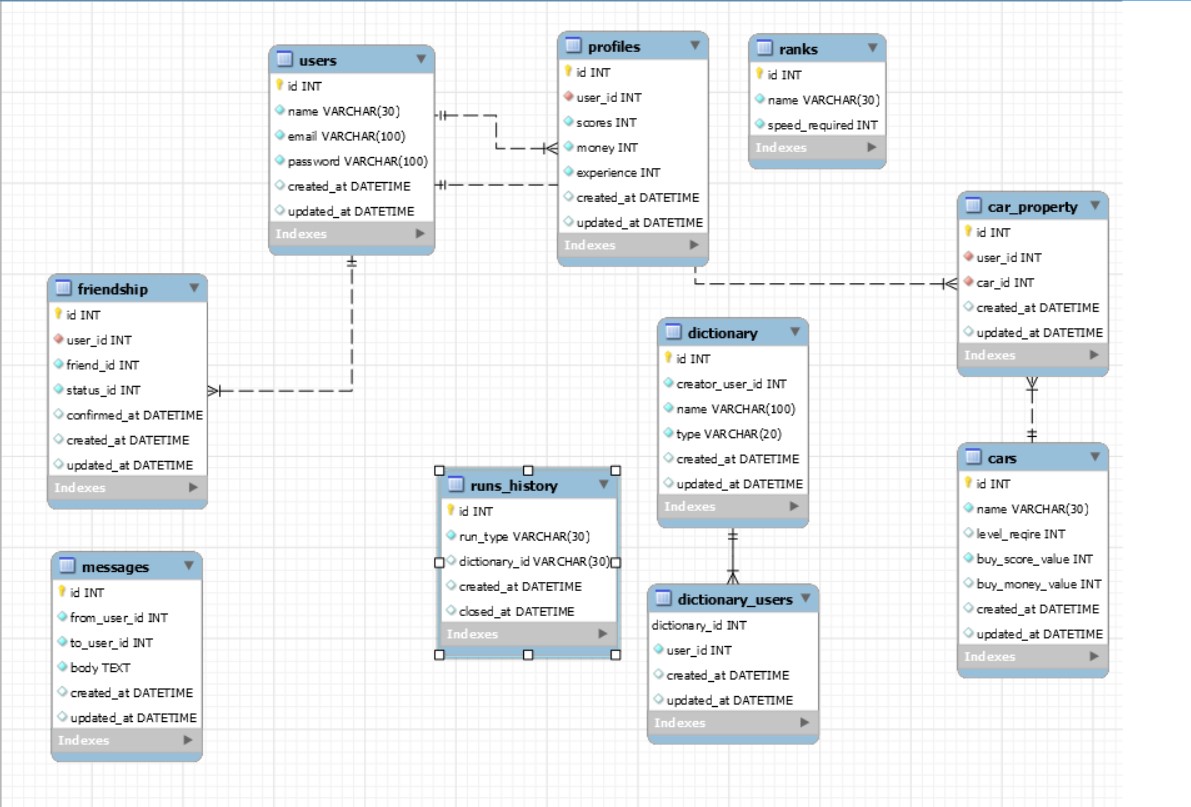 users
id INT
name VARCHAR(30)
email VARCHAR(100)
password VARCHAR(100)
created_at DATETIME
updated_at DATETIME
Indexes
profiles
id INT
user_id INT
scores INT
money INT
experience INT
created_at DATETIME
updated_at DATETIME
Indexes
ranks
id INT
name VARCHAR(30)
speed_required INT
Indexes
car_property
id INT
user_id INT
car_id INT
created_at DATETIME
updated_at DATETIME
Indexes
friendship
id INT
user_id INT
friend_id INT
status_id INT
confirmed_at DATETIME
created_at DATETIME
updated_at DATETIME
Indexes
dictionary
id INT
creator_user_id INT
name VARCHAR(100)
type VARCHAR(20)
created_at DATETIME
updated_at DATETIME
Indexes
runs_history
id INT
run_type VARCHAR(30)
dictionary_id VARCHAR(30)
created_at DATETIME
closed_at DATETIME
Indexes
cars
id INT
name VARCHAR(30)
level_reqire INT
buy_score_value INT
buy_money_value INT
created_at DATETIME
updated_at DATETIME
Indexes
messages
id INT
from_user_id INT
to_user_id INT
body TEXT
created_at DATETIME
updated_at DATETIME
Indexes
dictionary_users
dictionary_id INT
user_id INT
created_at DATETIME
updated_at DATETIME
Indexes